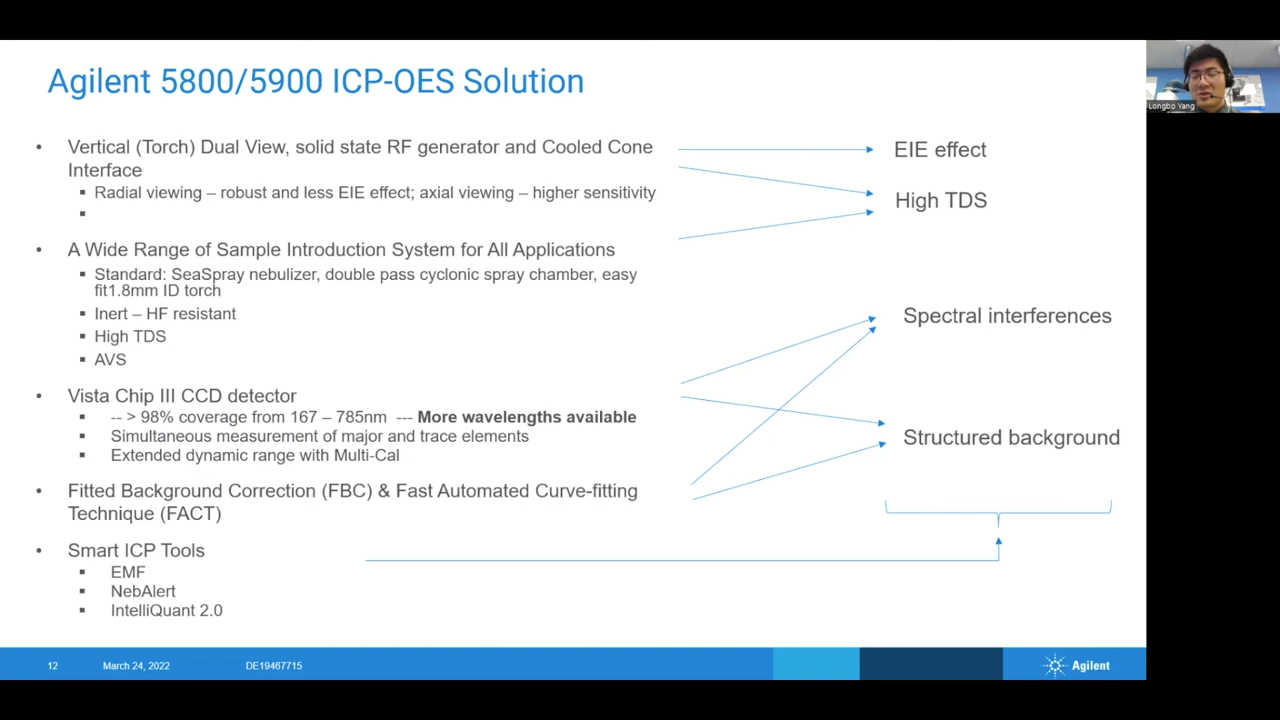 Agilent 5800/5900 ICP-OES Solution
Longbo Yang
• Vertical (Torch) Dual View, solid state RF generator and Cooled Cone
Interface
▪ Radial viewing – robust and less EIE effect; axial viewing – higher sensitivity
▪
EIE effect
High TDS
• A Wide Range of Sample Introduction System for All Applications
▪ Standard: SeaSpray nebulizer, double pass cyclonic spray chamber, easy
fit1.8mm ID torch
▪ Inert – HF resistant
▪ High TDS
▪ AVS
Spectral interferences
• Vista Chip III CCD detector
▪ -- > 98% coverage from 167 – 785nm --- More wavelengths available
▪ Simultaneous measurement of major and trace elements
▪ Extended dynamic range with Multi-Cal
Structured background
• Fitted Background Correction (FBC) & Fast Automated Curve-fitting
Technique (FACT)
• Smart ICP Tools
▪ EMF
▪ NebAlert
▪ IntelliQuant 2.0
12 March 24, 2022 DE19467715
Agilent